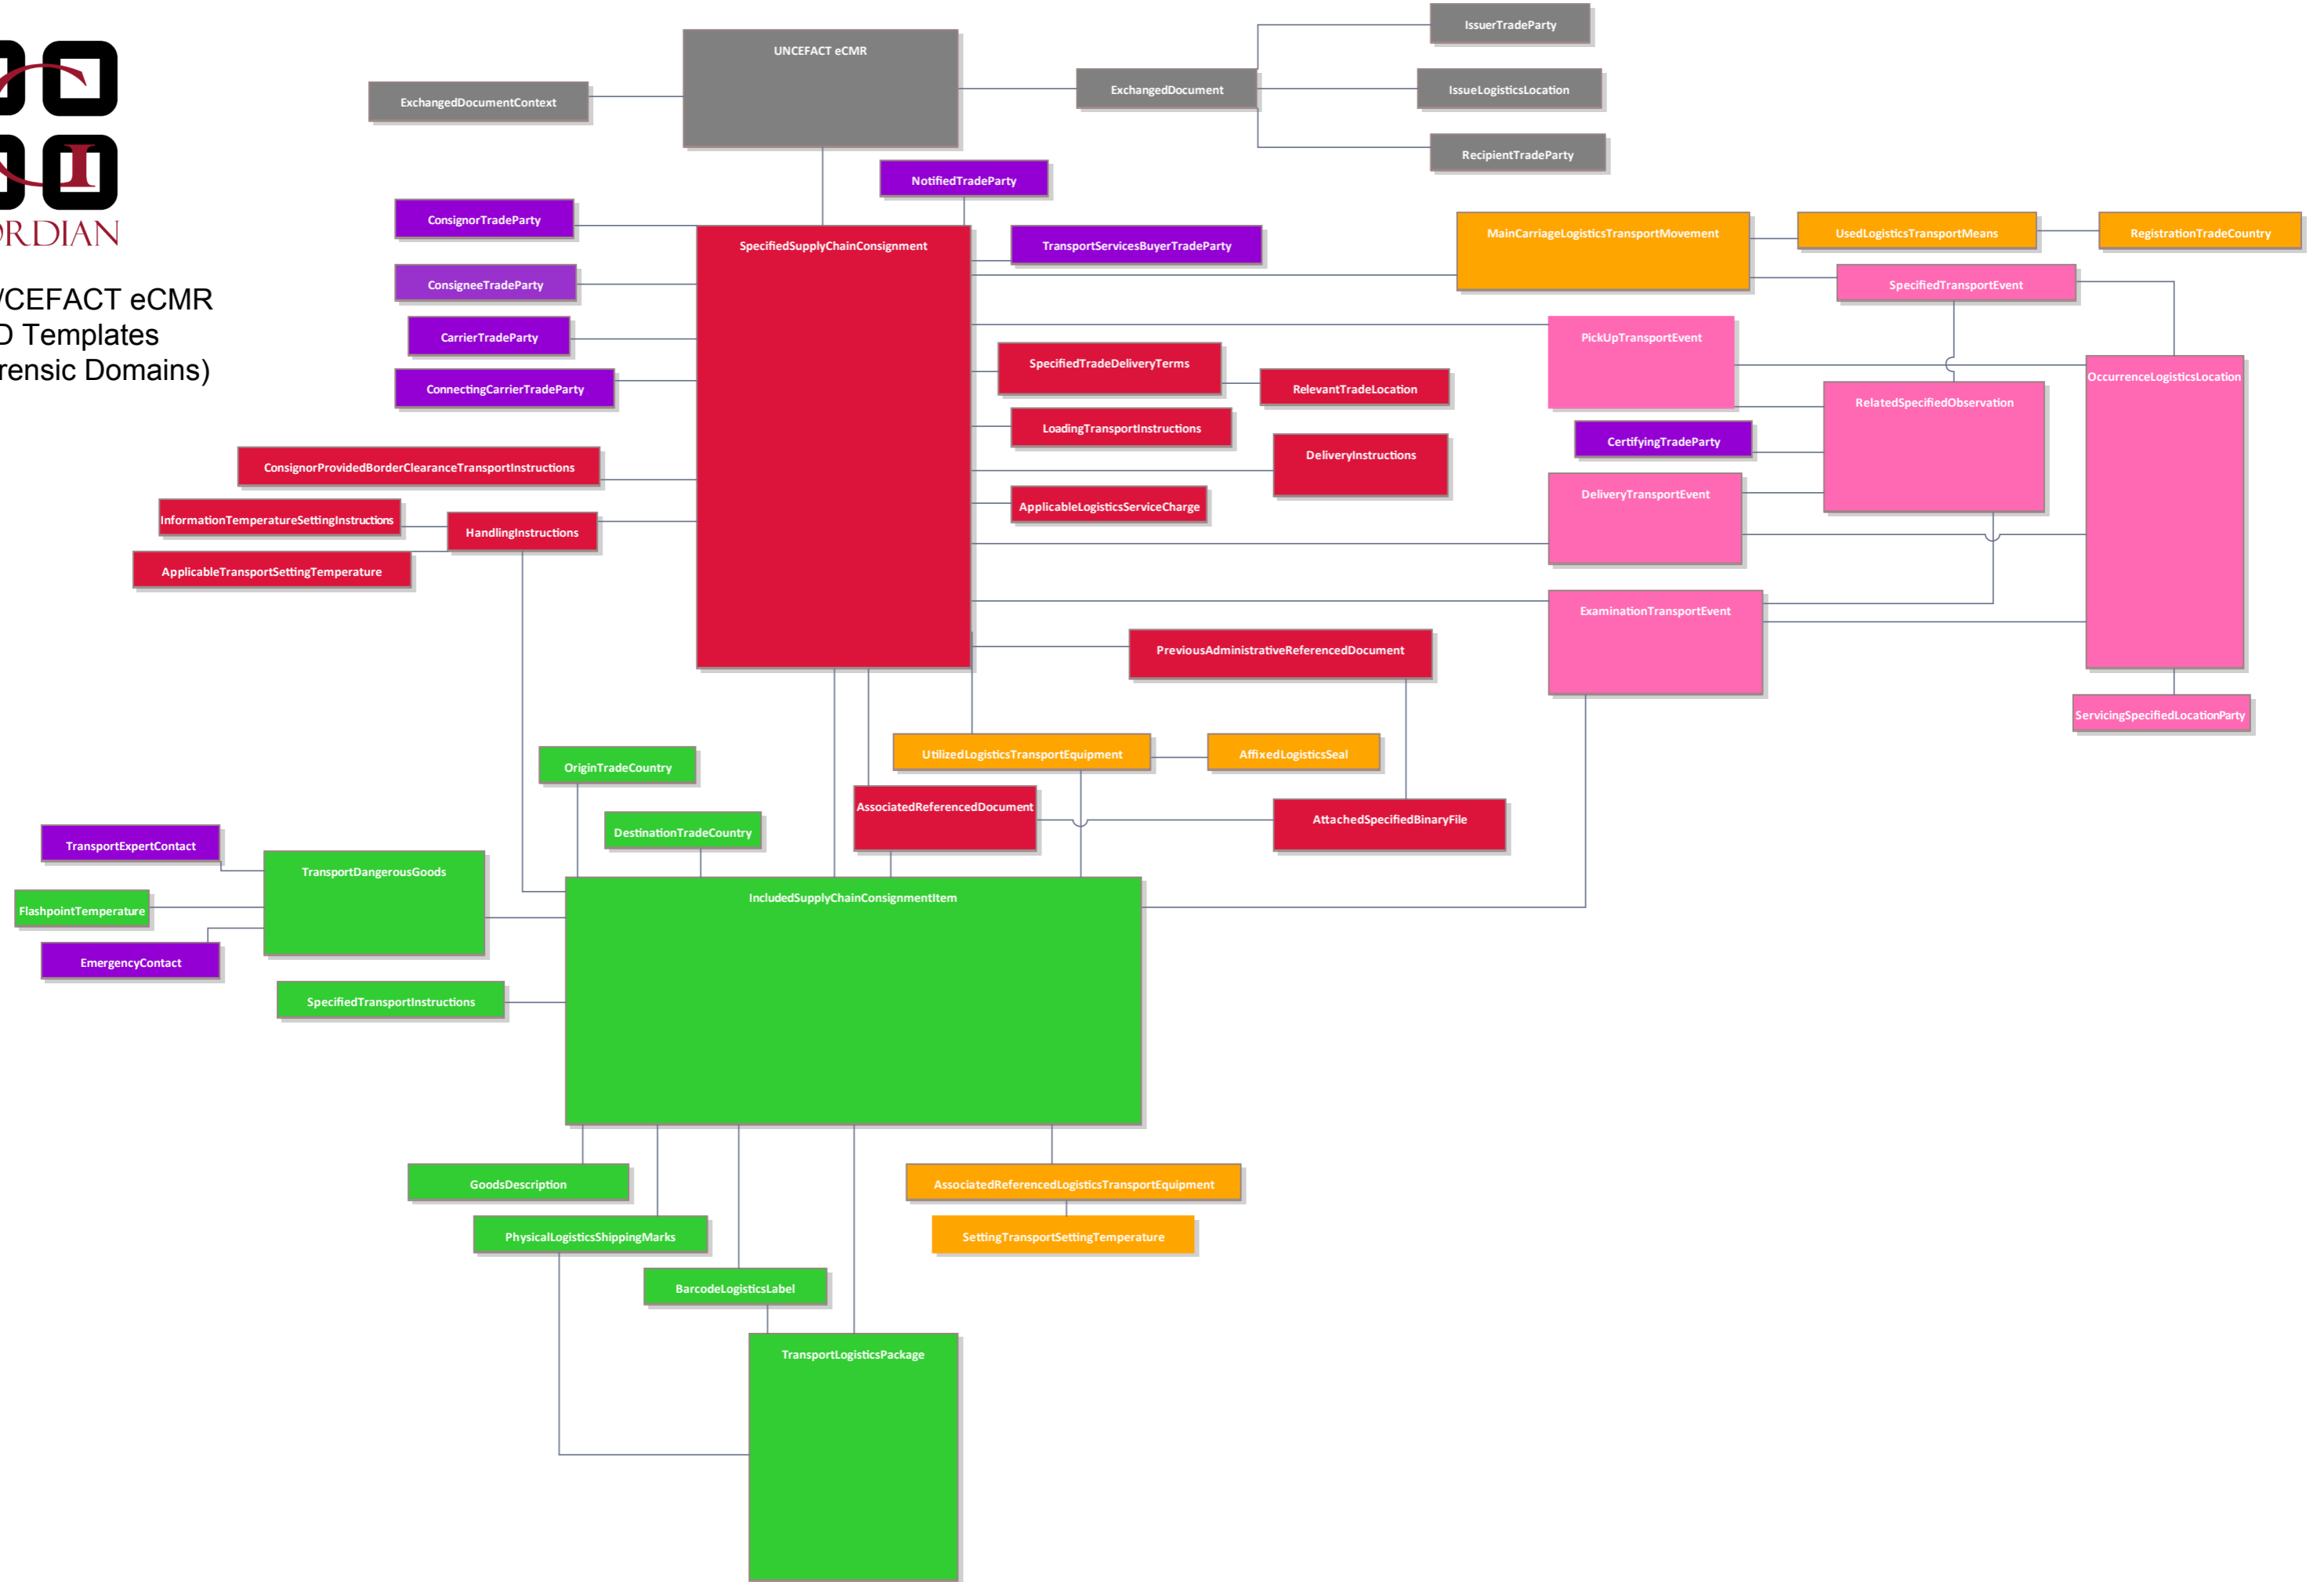 IssuerTradeParty
UNCEFACT eCMR
ExchangedDocument
IssueLogisticsLocation
ExchangedDocumentContext
RecipientTradeParty
NotifiedTradeParty
ConsignorTradeParty
RDIAN
SpecifiedSupplyChainConsignment
TransportServicesBuyerTradeParty
MainCarriageLogisticsTransportMovement
UsedLogisticsTransportMeans
RegistrationTradeCountry
ConsigneeTradeParty
SpecifiedTransportEvent
/CEFACT eCMR
D Templates
rensic Domains)
CarrierTradeParty
PickUpTransportEvent
SpecifiedTradeDeliveryTerms
OccurrenceLogisticsLocation
ConnectingCarrierTradeParty
RelevantTradeLocation
RelatedSpecifiedObservation
LoadingTransportInstructions
CertifyingTradeParty
DeliveryInstructions
ConsignorProvidedBorderClearanceTransportInstructions
DeliveryTransportEvent
ApplicableLogisticsServiceCharge
InformationTemperatureSettingInstructions
HandlingInstructions
ApplicableTransportSettingTemperature
ExaminationTransportEvent
PreviousAdministrativeReferencedDocument
ServicingSpecifiedLocationParty
UtilizedLogisticsTransportEquipment
AffixedLogisticsSeal
OriginTradeCountry
AssociatedReferencedDocument
AttachedSpecifiedBinaryFile
DestinationTradeCountry
TransportExpertContact
TransportDangerousGoods
IncludedSupplyChainConsignmentItem
FlashpointTemperature
EmergencyContact
SpecifiedTransportInstructions
GoodsDescription
AssociatedReferencedLogisticsTransportEquipment
PhysicalLogisticsShippingMarks
SettingTransportSettingTemperature
BarcodeLogisticsLabel
TransportLogisticsPackage